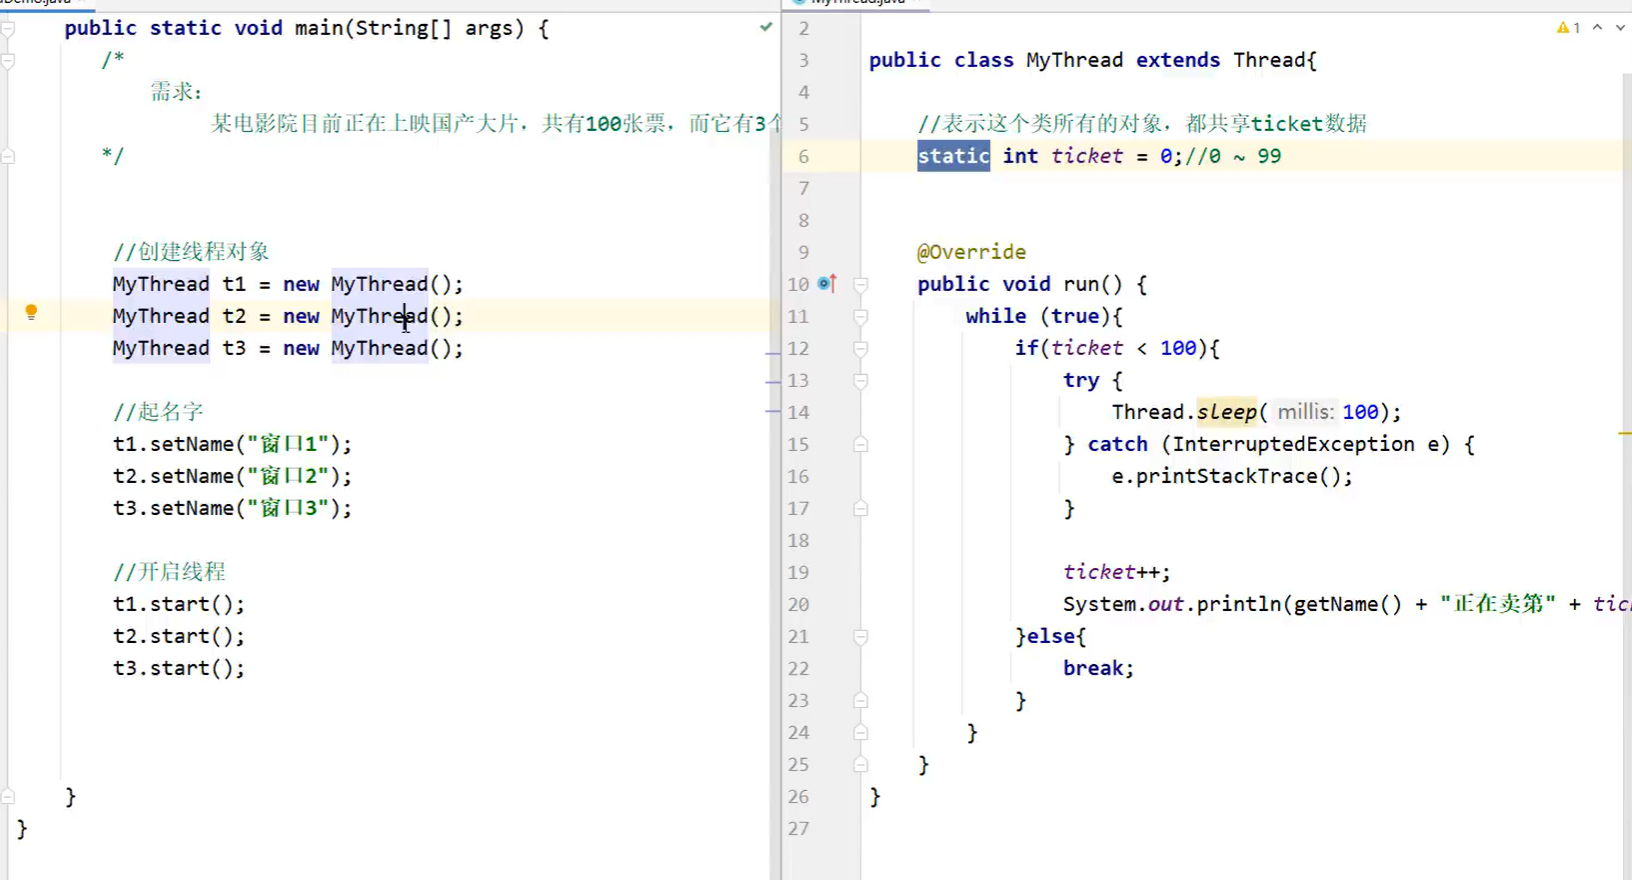 public static void main(String[] args) {
/*
需求：
某电影院目前正在上映国产大片，共有100张票，而它有3个
*/
//创建线程对象
MyThread t1 = new MyThread();
MyThread t2 = new MyThread();
MyThread t3 = new MyThread();
//起名字
t1.setName("窗口1");
t2.setName("窗口2");
t3.setName("窗口3");
//开启线程
t1.start();
t2.start();
t3.start();
}
}
MyThread.java
1
2
3 public class MyThread extends Thread{
4
5 //表示这个类所有的对象，都共享ticket数据
6 static int ticket = 0;//0 ~ 99
7
8
9 @Override
10 public void run() {
11 while (true){
12 if(ticket < 100){
13 try {
14 Thread.sleep( millis: 100);
15 } catch (InterruptedException e) {
16 e.printStackTrace();
17 }
18
19 ticket++;
20 System.out.println(getName() + "正在卖第" + tic
21 }else{
22 break;
23 }
24 }
25 }
26 }
27